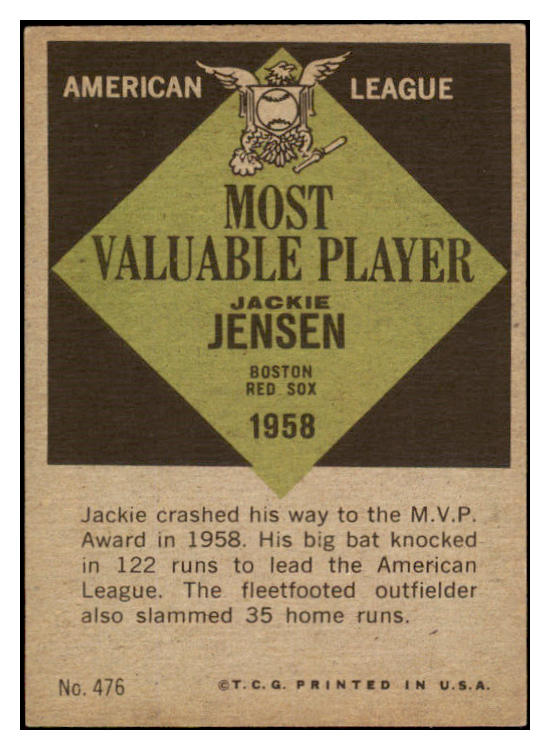 AMERICAN LEAGUE
MOST
VALUABLE PLAYER
JACKIE
JENSEN
BOSTON
RED SOX
1958
Jackie crashed his way to the M.V.P.
Award in 1958. His big bat knocked
in 122 runs to lead the American
League. The fleetfooted outfielder
also slammed 35 home runs.
No. 476 ©T.C.G. PRINTED IN U.S.A.